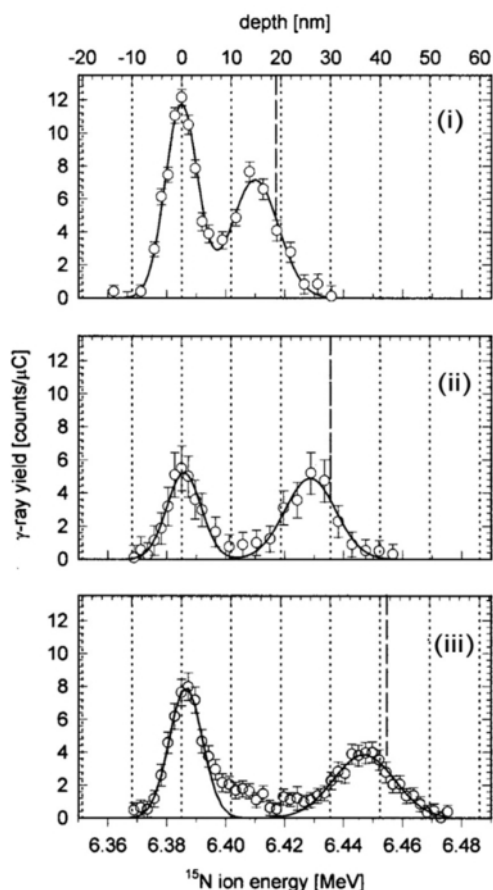 depth [nm]
-20 -10 0 10 20 30 40 50 60
12
10
8
6
4
2
0
(i)
12
10
8
6
4
2
0
(ii)
γ-ray yield [counts/μC]
12
10
8
6
4
2
0
(iii)
6.36 6.38 6.40 6.42 6.44 6.46 6.48
¹⁵N ion energy [MeV]